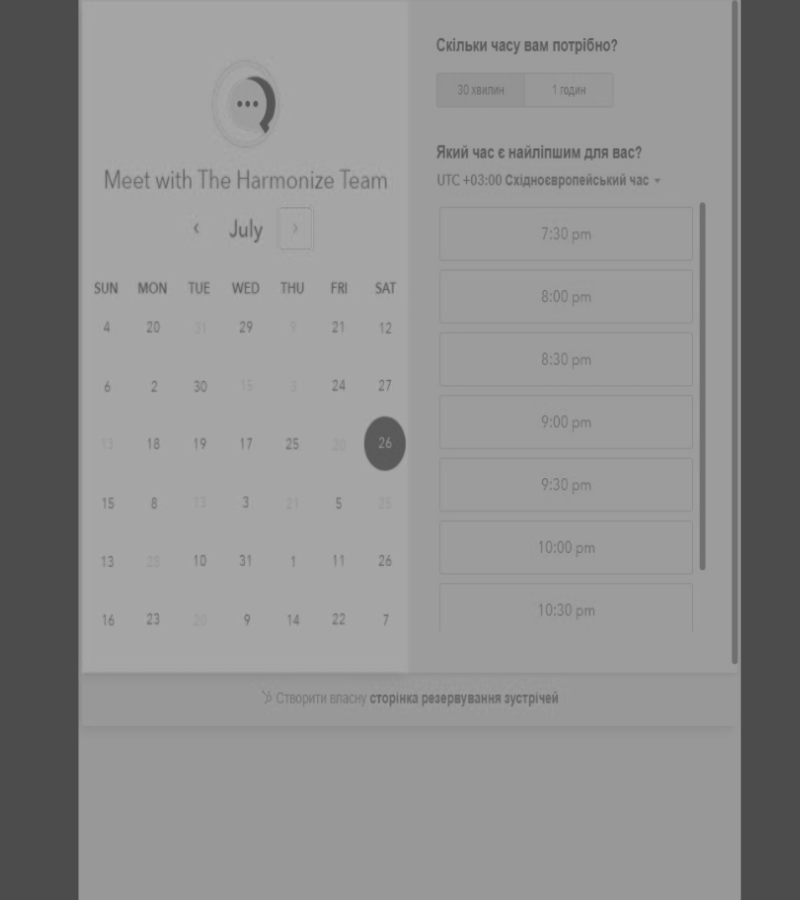 Meet with The Harmonize Team
July
SUN MON TUE WED THU FRI SAT
4 20 31 29 9 21 12
6 2 30 15 3 24 27
13 18 19 17 25 20 26
15 8 3 21 5
13 28 10 31 1 11 26
16 23 20 9 14 22 7
Скільки часу вам потрібно?
30 хвилин 1 годин
Який час є найліпшим для вас?
UTC +03:00 Східноєвропейський час
7:30 pm
8:00 pm
8:30 pm
9:00 pm
9:30 pm
10:00 pm
10:30 pm
Створити власну сторінка резервування зустрічей